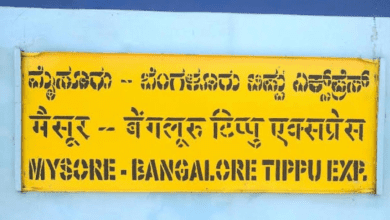 ಮೈಸೂರು -- ಬೆಂಗಳೂರು ಟಿಪ್ಪು ಎಕ್ಸ್‌ಪ್ರೆಸ್
मैसूर -- बेंगलूरु टिप्पु एक्सप्रेस
MYSORE - BANGALORE TIPPU EXP.